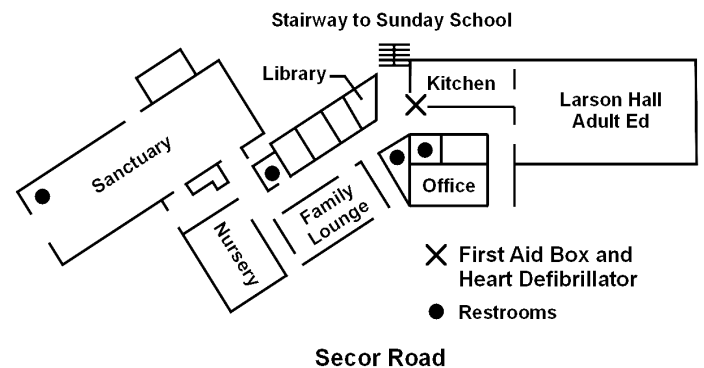 Stairway to Sunday School
Library
Kitchen
Larson Hall
Adult Ed
Sanctuary
Office
Family
Lounge
Nursery
First Aid Box and
Heart Defibrillator
Restrooms
Secor Road